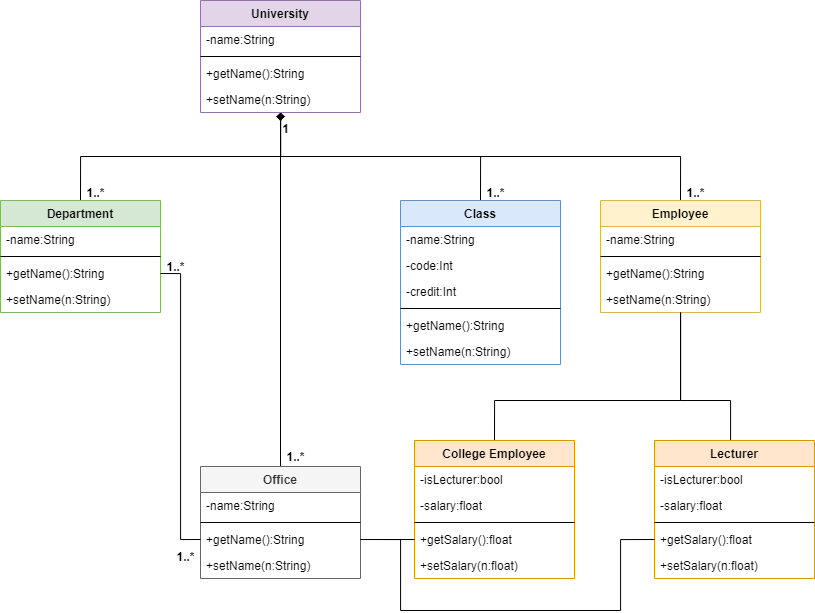 University
-name:String
+getName():String
+setName(n:String)
1
1..*
1..*
1..*
Department
-name:String
+getName():String
+setName(n:String)
1..*
Class
-name:String
-code:Int
-credit:Int
+getName():String
+setName(n:String)
Employee
-name:String
+getName():String
+setName(n:String)
1..*
Office
-name:String
+getName():String
+setName(n:String)
1..*
College Employee
-isLecturer:bool
-salary:float
+getSalary():float
+setSalary(n:float)
Lecturer
-isLecturer:bool
-salary:float
+getSalary():float
+setSalary(n:float)